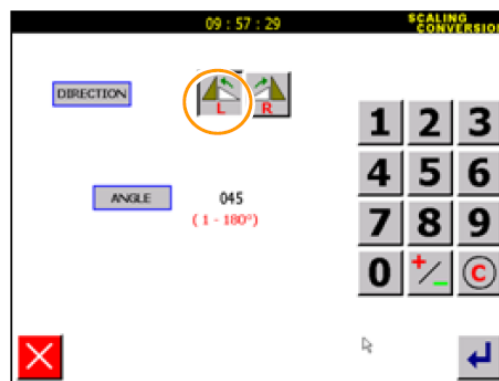 09 : 57 : 29
SCALING
CONVERSION
DIRECTION
L R
1 2 3
ANGLE 045
4 5 6
( 1 - 180°)
7 8 9
0 +/- C